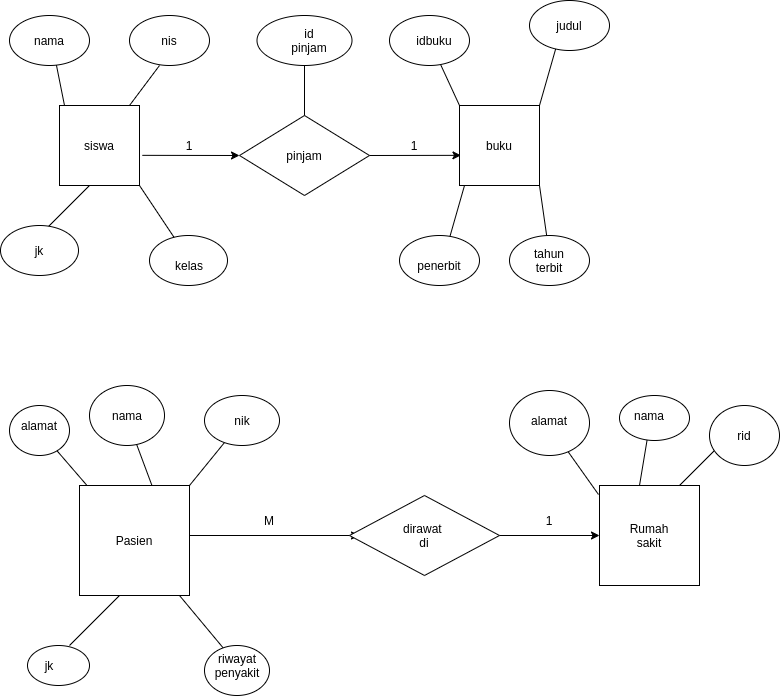 nama
nis
id
pinjam
idbuku
judul
siswa
1
pinjam
1
buku
jk
kelas
penerbit
tahun
terbit
alamat
nama
nik
alamat
nama
rid
Pasien
M
dirawat
di
1
Rumah
sakit
jk
riwayat
penyakit